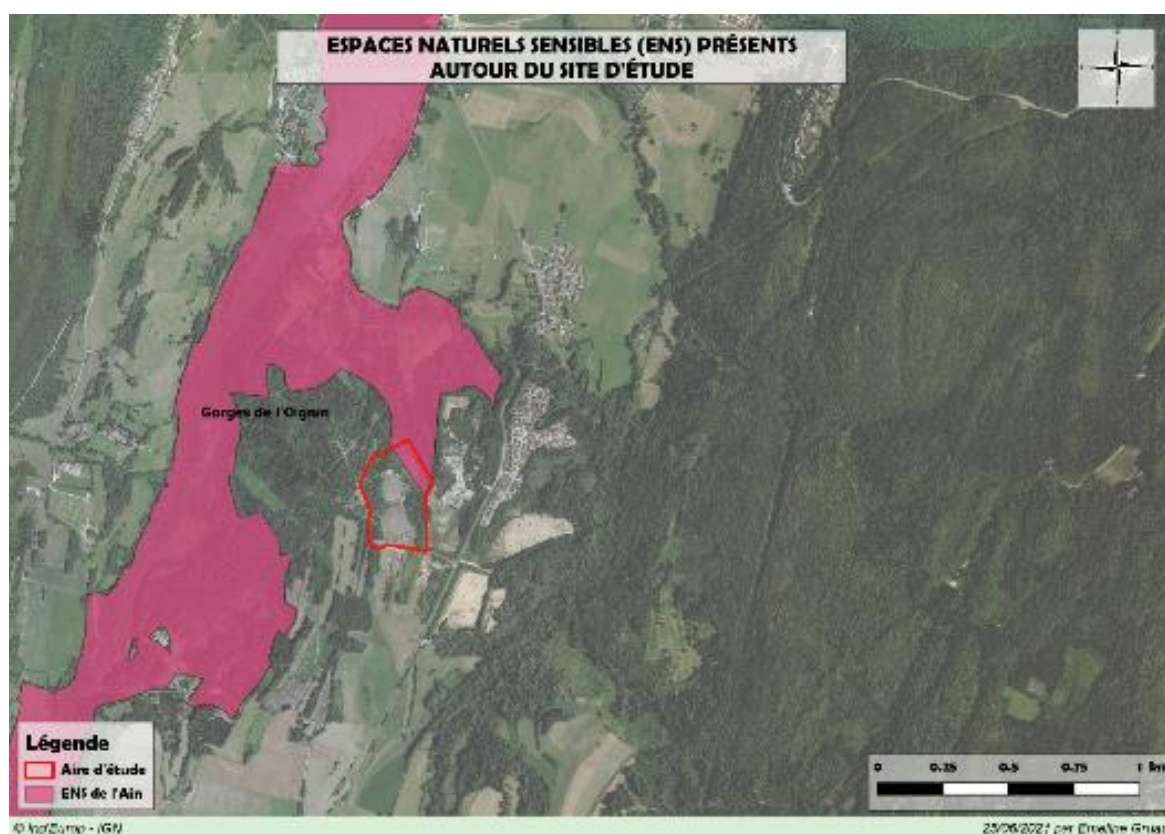 ESPACES NATURELS SENSIBLES (ENS) PRÉSENTS
AUTOUR DU SITE D'ÉTUDE
Gorges de l'Oignin
Légende
Aire d'étude
ENS de l'Ain
0 0.25 0.5 0.75 1 km
IGN
25/06/2021 par Emeline